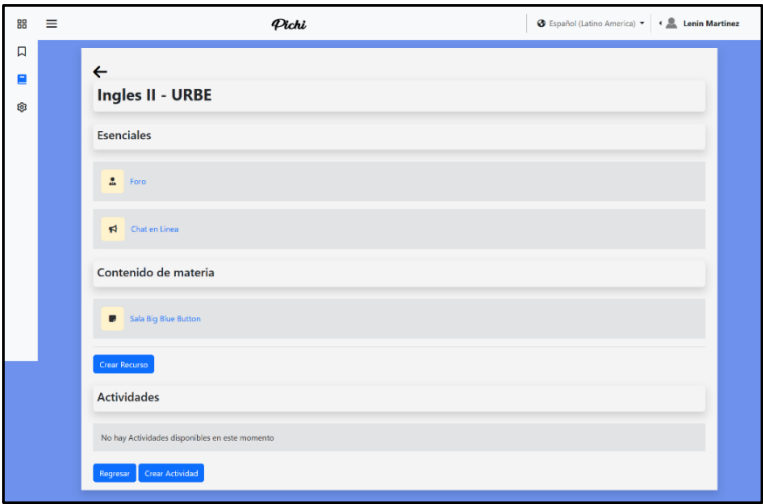 Pichi
Español (Latino America)
Lenin Martinez
Ingles II - URBE
Esenciales
Foro
Chat en Linea
Contenido de materia
Sala Big Blue Button
Crear Recurso
Actividades
No hay Actividades disponibles en este momento
Regresar
Crear Actividad